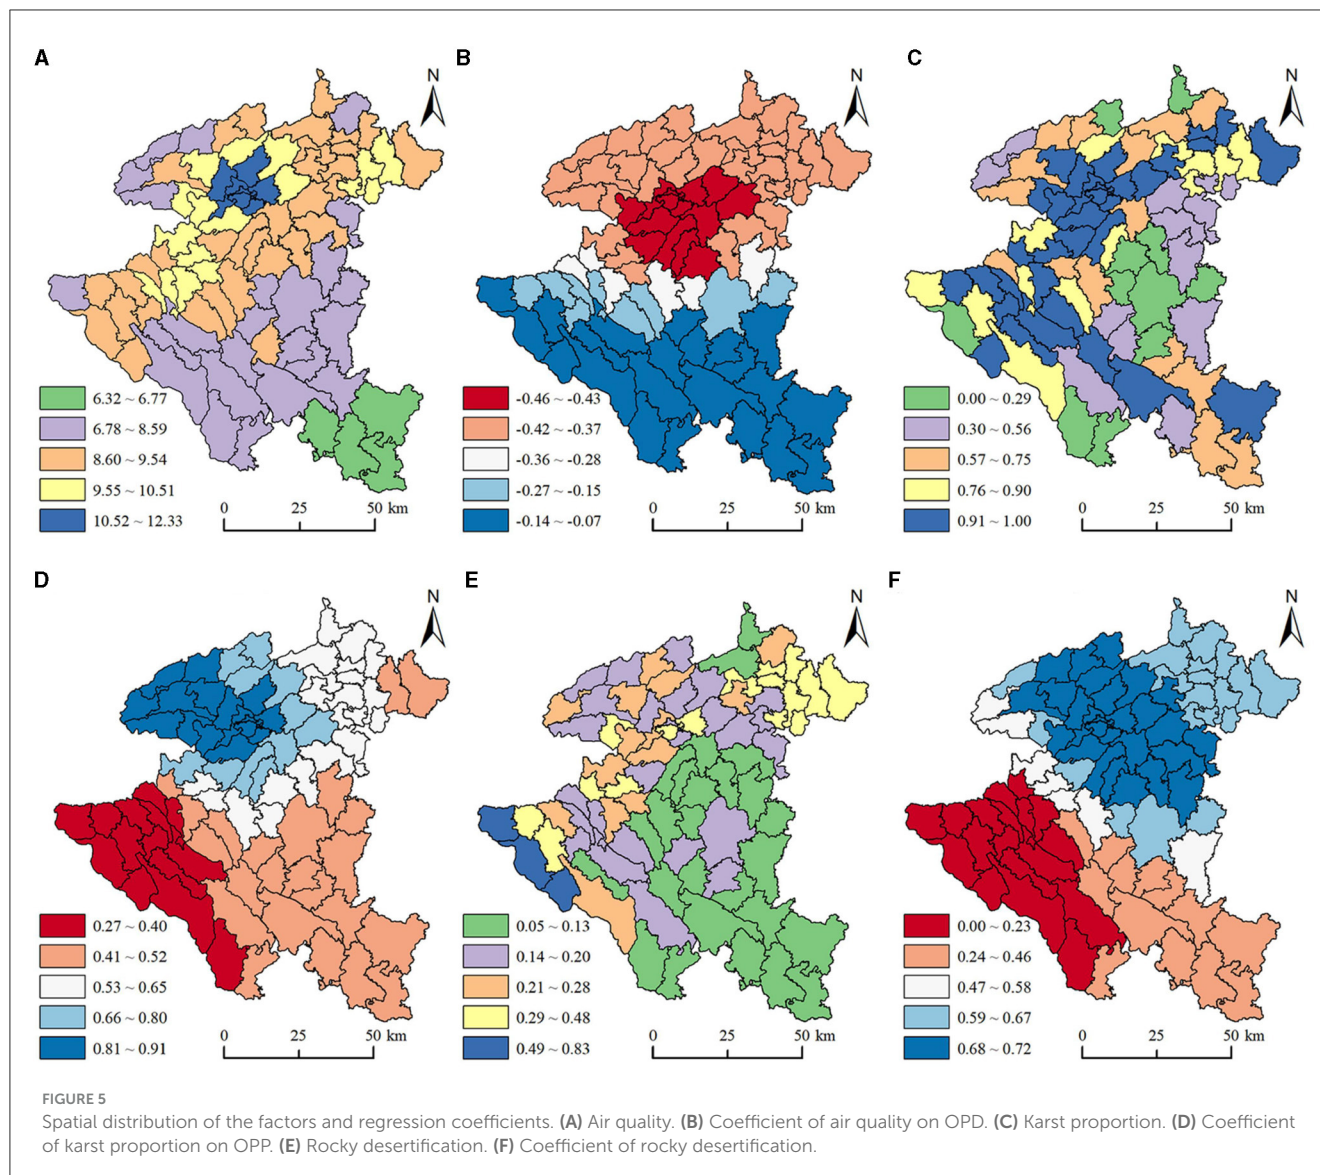 A
N
6.32 ~ 6.77
6.78 ~ 8.59
8.60 ~ 9.54
9.55 ~ 10.51
10.52 ~ 12.33
0 25 50 km
B
N
-0.46 ~ -0.43
-0.42 ~ -0.37
-0.36 ~ -0.28
-0.27 ~ -0.15
-0.14 ~ -0.07
0 25 50 km
C
N
0.00 ~ 0.29
0.30 ~ 0.56
0.57 ~ 0.75
0.76 ~ 0.90
0.91 ~ 1.00
0 25 50 km
D
N
0.27 ~ 0.40
0.41 ~ 0.52
0.53 ~ 0.65
0.66 ~ 0.80
0.81 ~ 0.91
0 25 50 km
E
N
0.05 ~ 0.13
0.14 ~ 0.20
0.21 ~ 0.28
0.29 ~ 0.48
0.49 ~ 0.83
0 25 50 km
F
N
0.00 ~ 0.23
0.24 ~ 0.46
0.47 ~ 0.58
0.59 ~ 0.67
0.68 ~ 0.72
0 25 50 km
FIGURE 5
Spatial distribution of the factors and regression coefficients. (A) Air quality. (B) Coefficient of air quality on OPD. (C) Karst proportion. (D) Coefficient
of karst proportion on OPP. (E) Rocky desertification. (F) Coefficient of rocky desertification.